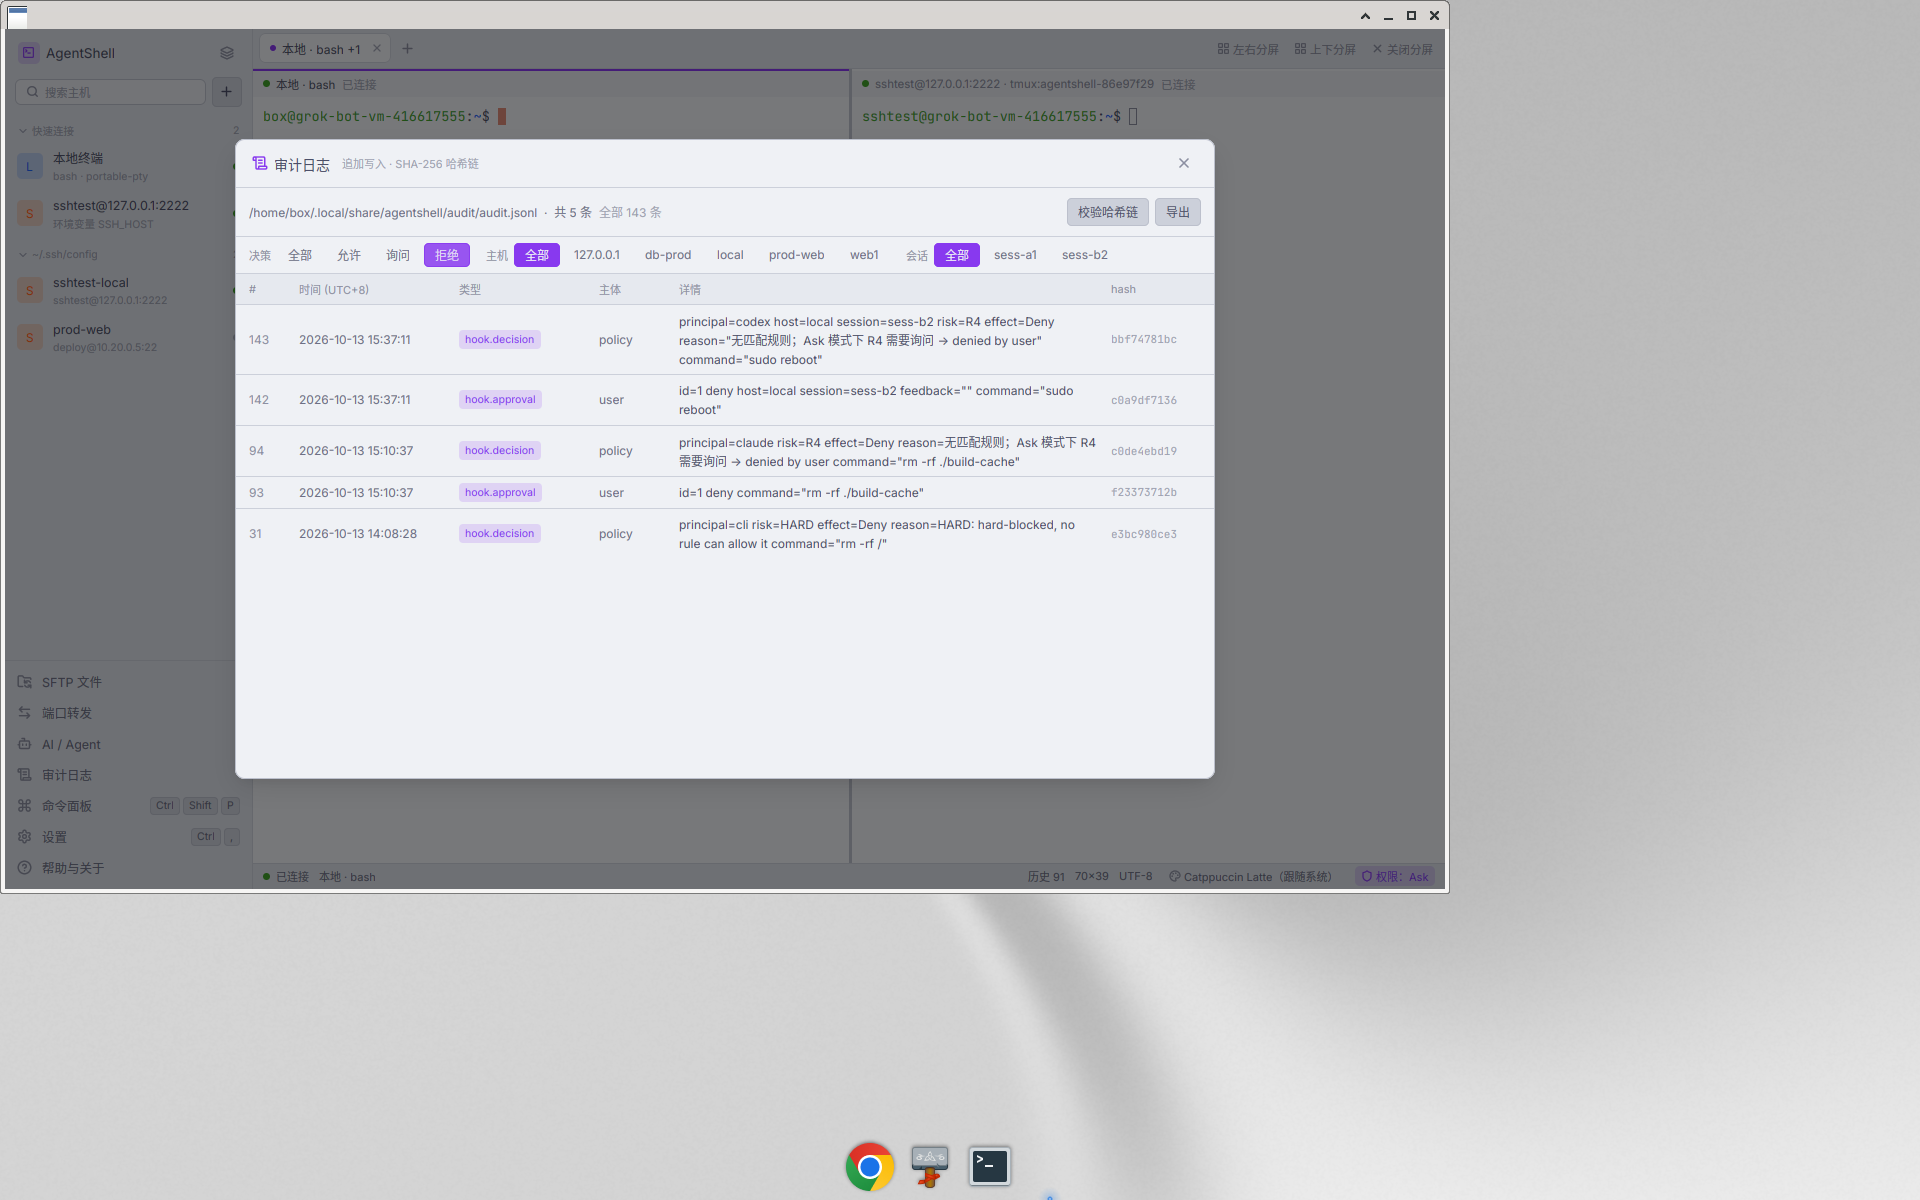 AgentShell
搜索主机
快速连接 2
L 本地终端
bash · portable-pty
S sshtest@127.0.0.1:2222
环境变量 SSH_HOST
~/.ssh/config
S sshtest-local
sshtest@127.0.0.1:2222
S prod-web
deploy@10.20.0.5:22
SFTP 文件
端口转发
AI / Agent
审计日志
命令面板 Ctrl Shift P
设置 Ctrl ,
帮助与关于
本地 · bash +1
左右分屏 上下分屏 关闭分屏
本地 · bash 已连接
box@grok-bot-vm-416617555:~$
sshtest@127.0.0.1:2222 · tmux:agentshell-86e97f29 已连接
sshtest@grok-bot-vm-416617555:~$
审计日志 追加写入 · SHA-256 哈希链
/home/box/.local/share/agentshell/audit/audit.jsonl · 共 5 条 全部 143 条 校验哈希链 导出
决策 全部 允许 询问 拒绝 主机 全部 127.0.0.1 db-prod local prod-web web1 会话 全部 sess-a1 sess-b2
# 时间 (UTC+8) 类型 主体 详情 hash
143 2026-10-13 15:37:11 hook.decision policy principal=codex host=local session=sess-b2 risk=R4 effect=Deny
reason="无匹配规则；Ask 模式下 R4 需要询问 → denied by user"
command="sudo reboot" bbf74781bc
142 2026-10-13 15:37:11 hook.approval user id=1 deny host=local session=sess-b2 feedback="" command="sudo
reboot" c0a9df7136
94 2026-10-13 15:10:37 hook.decision policy principal=claude risk=R4 effect=Deny reason=无匹配规则；Ask 模式下 R4
需要询问 → denied by user command="rm -rf ./build-cache" c0de4ebd19
93 2026-10-13 15:10:37 hook.approval user id=1 deny command="rm -rf ./build-cache" f23373712b
31 2026-10-13 14:08:28 hook.decision policy principal=cli risk=HARD effect=Deny reason=HARD: hard-blocked, no
rule can allow it command="rm -rf /" e3bc980ce3
已连接 本地 · bash
历史 91 70×39 UTF-8 Catppuccin Latte（跟随系统） 权限：Ask